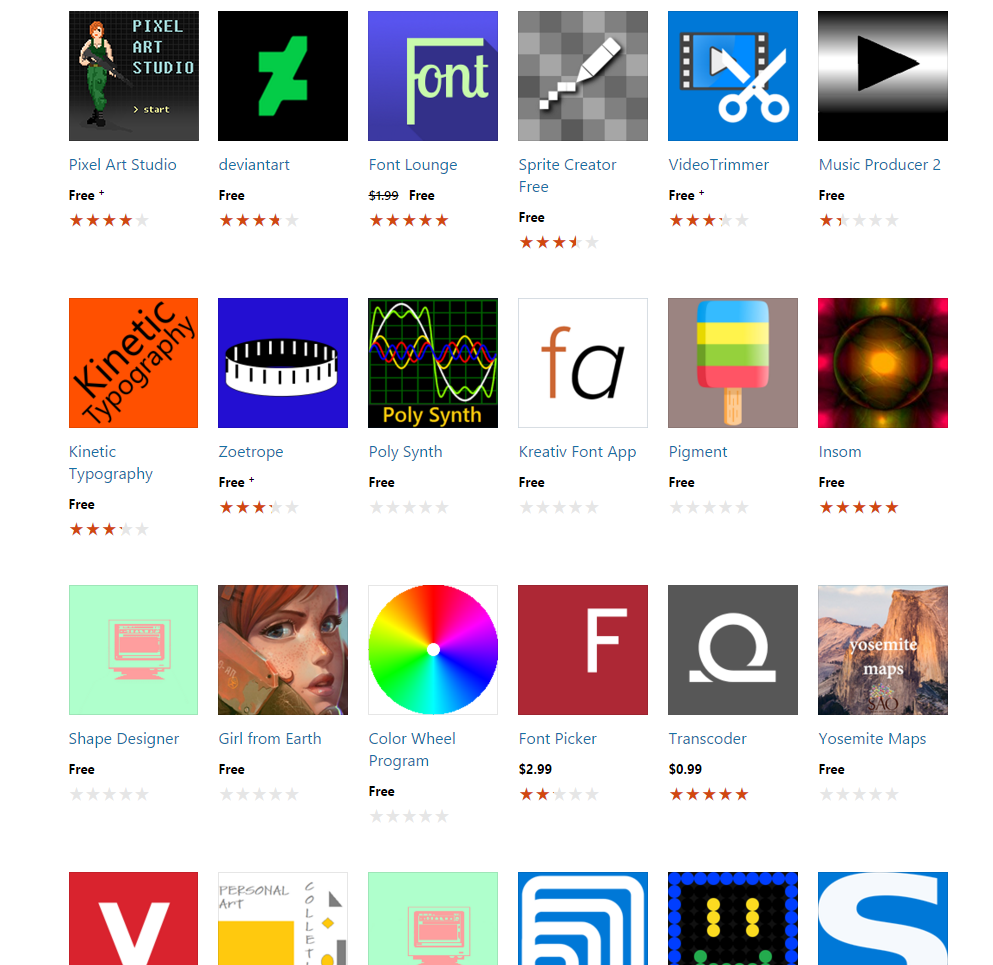 PIXEL
ART
STUDIO
> start
Font
Pixel Art Studio
deviantart
Font Lounge
Sprite Creator
Free
VideoTrimmer
Music Producer 2
Free +
Free
$1.99 Free
Free
Free +
Free
Kinetic
Typography
Poly Synth
fa
Kinetic
Typography
Zoetrope
Poly Synth
Kreativ Font App
Pigment
Insom
Free
Free +
Free
Free
Free
Free
F
yosemite
maps
SAO
Shape Designer
Girl from Earth
Color Wheel
Program
Font Picker
Transcoder
Yosemite Maps
Free
Free
Free
$2.99
$0.99
Free
V
PERSONAL
Art
COLLET
S